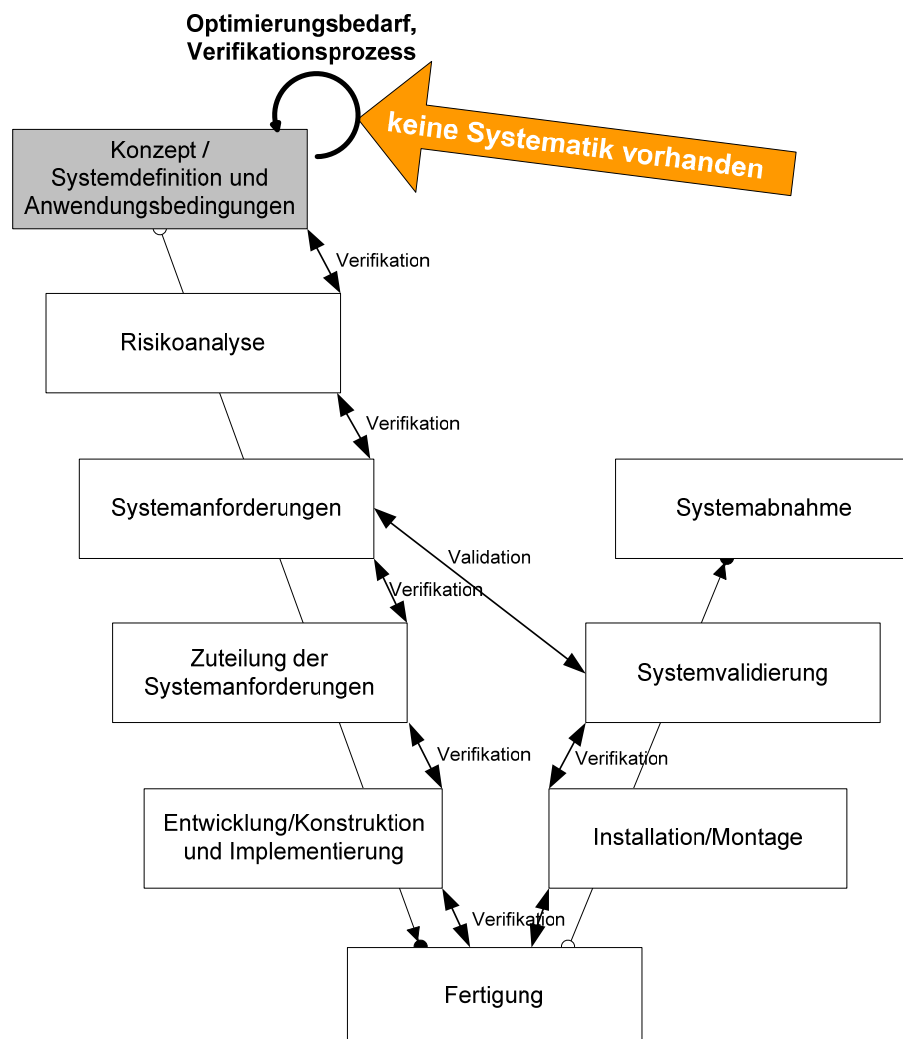 Optimierungsbedarf,
Verifikationsprozess
keine Systematik vorhanden
Konzept /
Systemdefinition und
Anwendungsbedingungen
Verifikation
Risikoanalyse
Verifikation
Systemanforderungen
Systemabnahme
Validation
Verifikation
Zuteilung der
Systemanforderungen
Systemvalidierung
Verifikation
Verifikation
Entwicklung/Konstruktion
und Implementierung
Installation/Montage
Verifikation
Fertigung